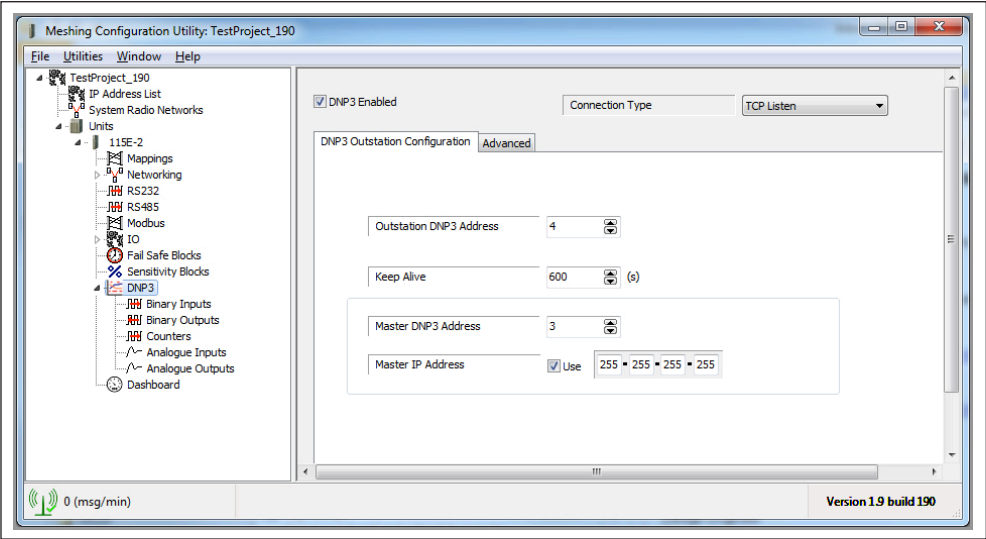 Meshing Configuration Utility: TestProject_190
File Utilities Window Help
TestProject_190
IP Address List
System Radio Networks
Units
115E-2
Mappings
Networking
RS232
RS485
Modbus
IO
Fail Safe Blocks
Sensitivity Blocks
DNP3
Binary Inputs
Binary Outputs
Counters
Analogue Inputs
Analogue Outputs
Dashboard
DNP3 Enabled
Connection Type
TCP Listen
DNP3 Outstation Configuration
Advanced
Outstation DNP3 Address
4
Keep Alive
600
(s)
Master DNP3 Address
3
Master IP Address
Use
255 255 255 255
0 (msg/min)
Version 1.9 build 190